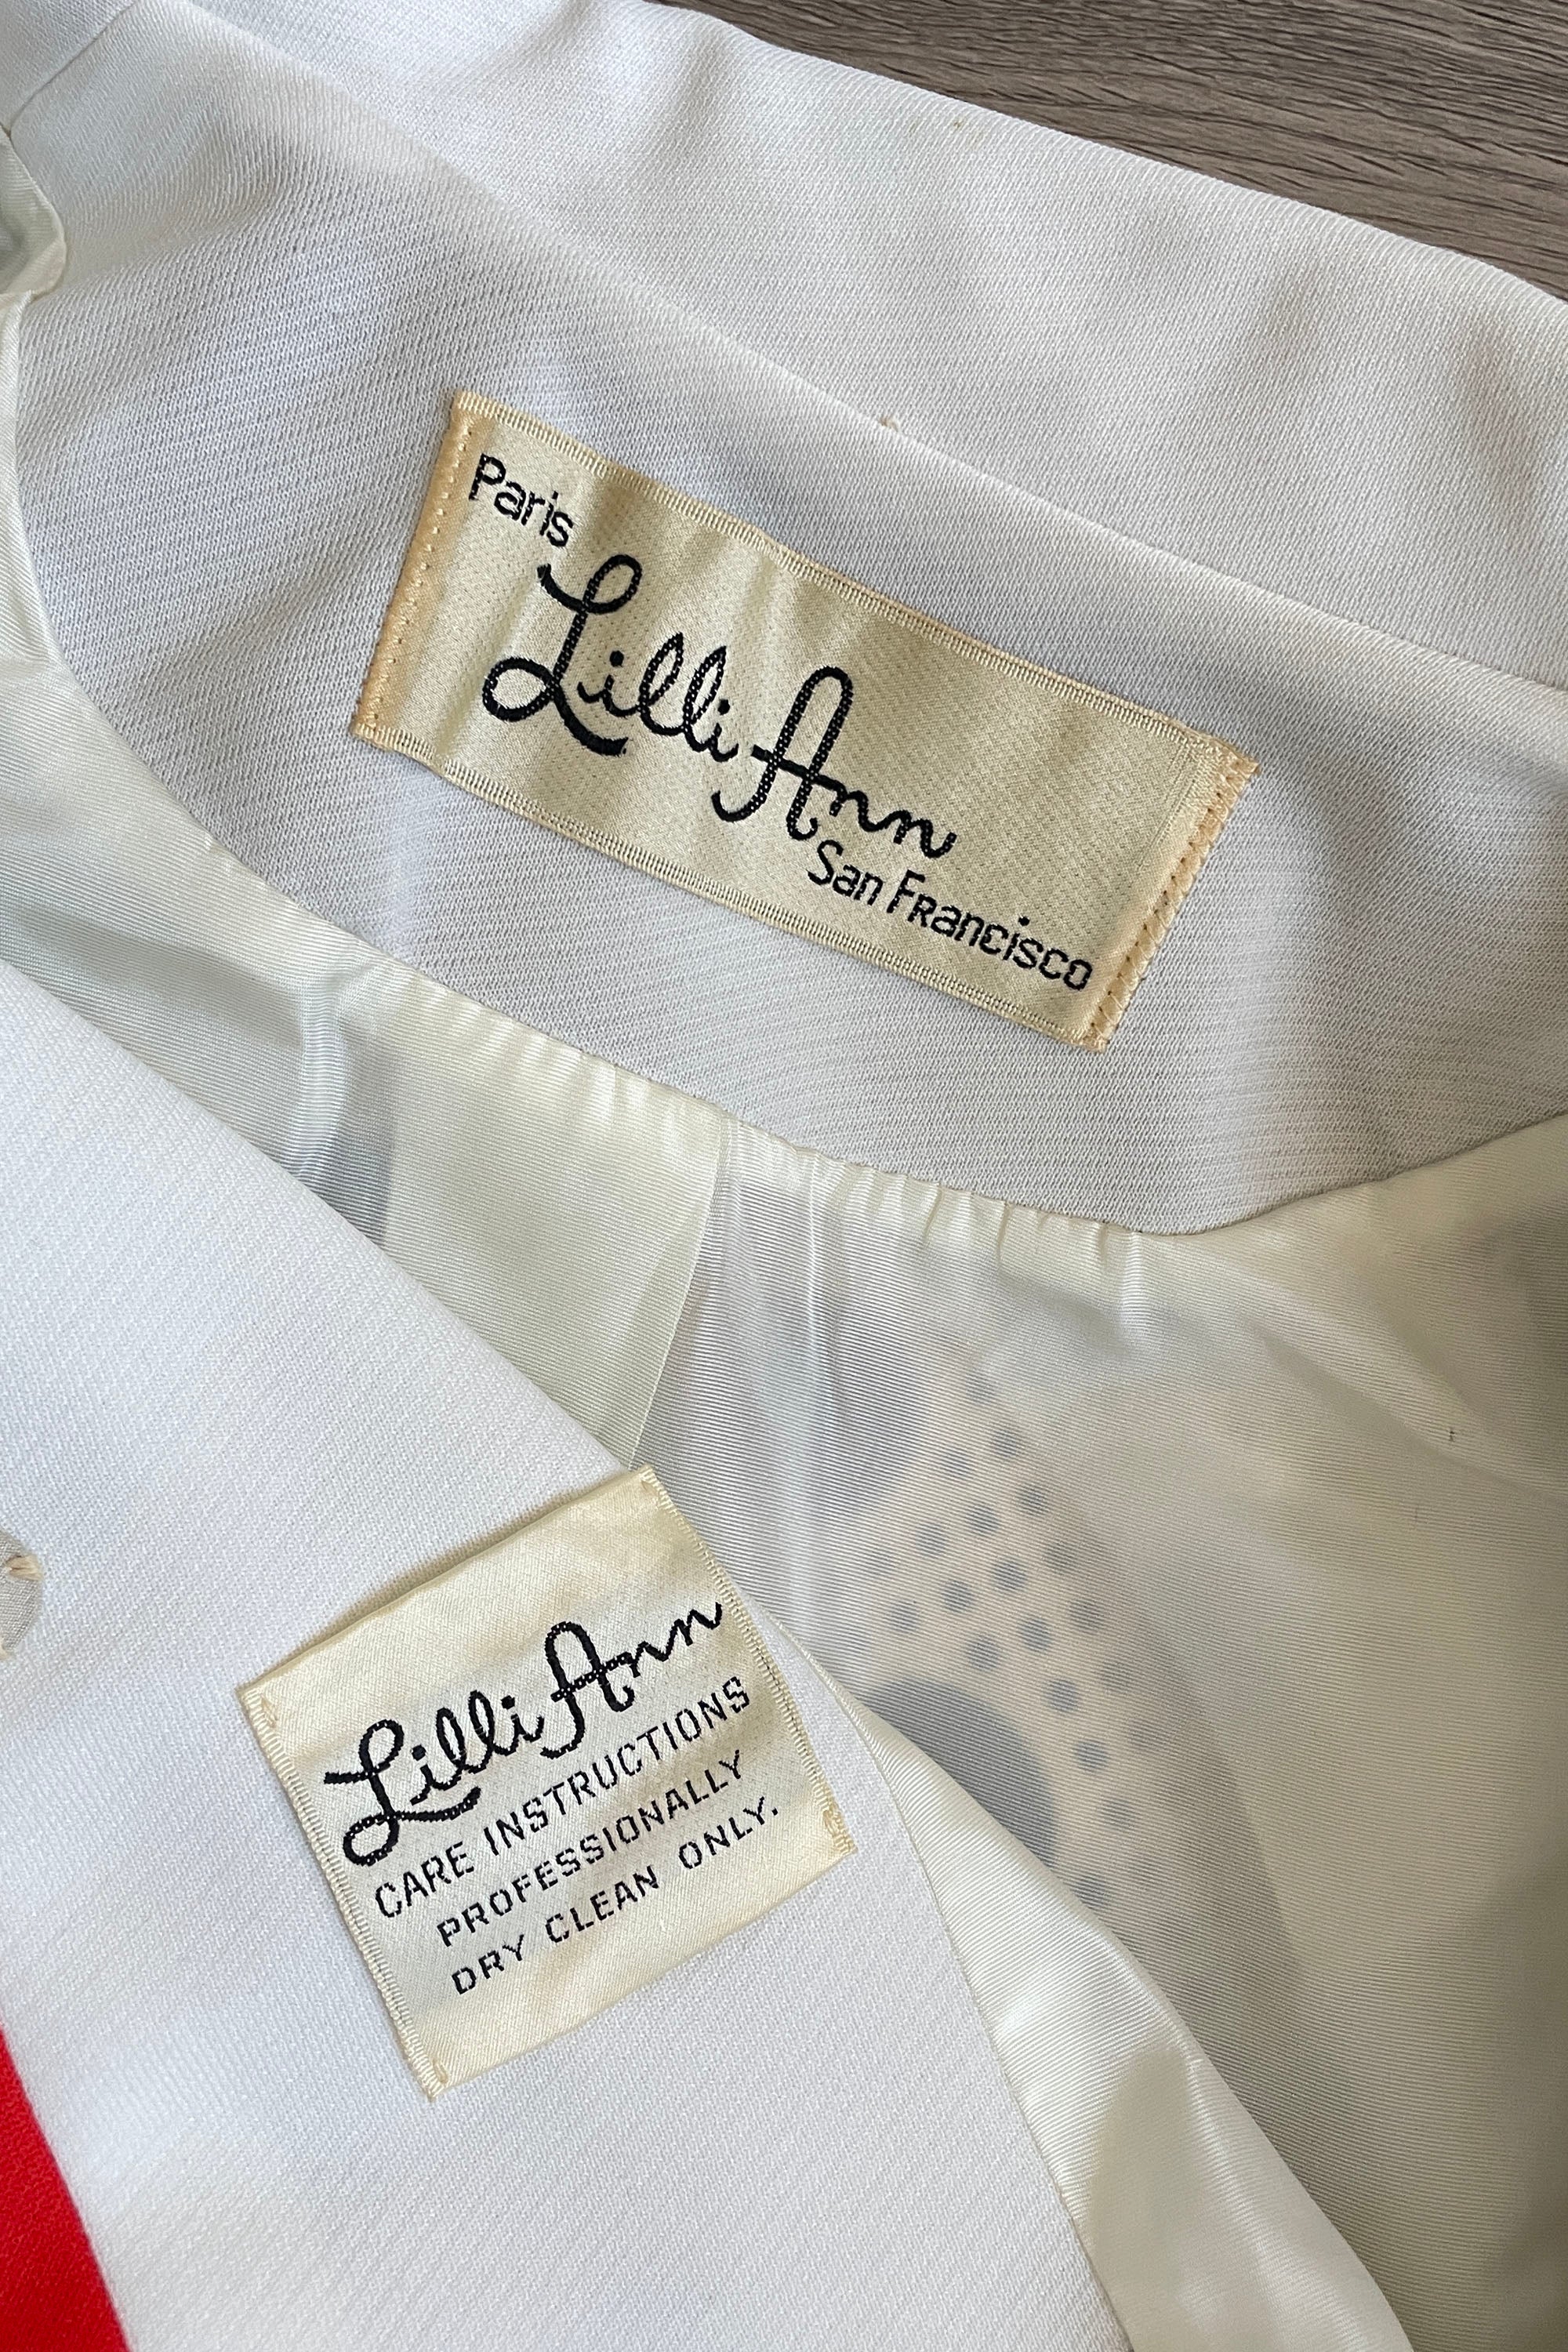 Paris
Lilli Ann
San Francisco
Lilli Ann
CARE INSTRUCTIONS
PROFESSIONALLY
DRY CLEAN ONLY.